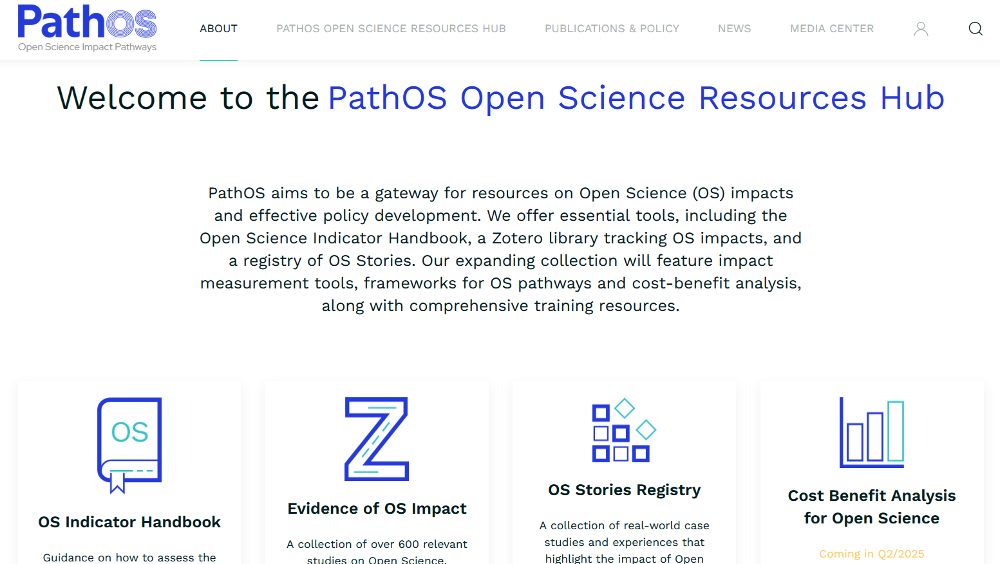 PathOS
Open Science Impact Pathways
ABOUT
PATHOS OPEN SCIENCE RESOURCES HUB
PUBLICATIONS & POLICY
NEWS
MEDIA CENTER
Welcome to the PathOS Open Science Resources Hub
PathOS aims to be a gateway for resources on Open Science (OS) impacts
and effective policy development. We offer essential tools, including the
Open Science Indicator Handbook, a Zotero library tracking OS impacts, and
a registry of OS Stories. Our expanding collection will feature impact
measurement tools, frameworks for OS pathways and cost-benefit analysis,
along with comprehensive training resources.
OS
OS Indicator Handbook
Guidance on how to assess the
Z
Evidence of OS Impact
A collection of over 600 relevant
studies on Open Science.
OS Stories Registry
A collection of real-world case
studies and experiences that
highlight the impact of Open
Cost Benefit Analysis
for Open Science
Coming in Q2/2025